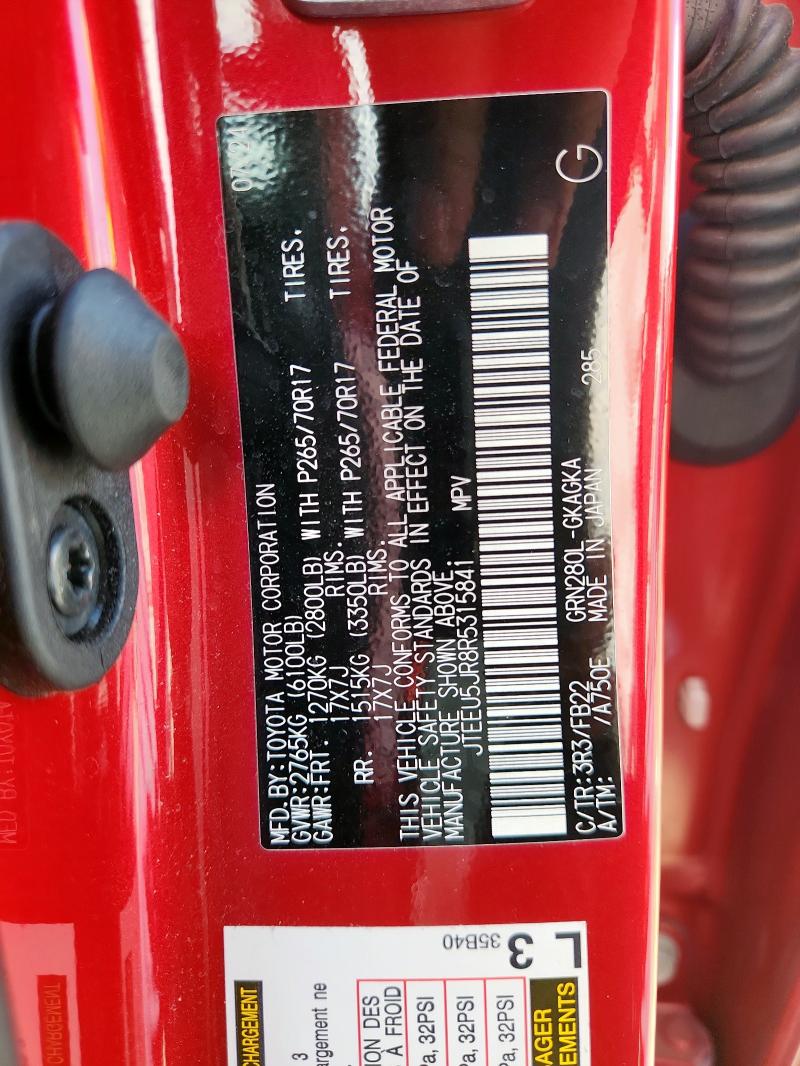 MFD.BY:TOYOTA MOTOR CORPORATION
GVWR:2765KG (6100LB)
GAWR:FRT. 1270KG (2800LB) WITH P265/70R17 TIRES,
17X7J RIMS.
RR. 1515KG (3350LB) WITH P265/70R17 TIRES,
17X7J RIMS.
THIS VEHICLE CONFORMS TO ALL APPLICABLE FEDERAL MOTOR
VEHICLE SAFETY STANDARDS IN EFFECT ON THE DATE OF
MANUFACTURE SHOWN ABOVE.
JTEEU5JR8R5315841 MPV
C/TR:3R3/FB22 GRN280L-GKAGKA
A/TM: /A750E MADE IN JAPAN 285
G
CHARGEMENT
3
argement ne
ION DES
À FROID
Pa, 32PSI
Pa, 32PSI
Pa, 32PSI
AGER
EMENTS
35B40
3
L